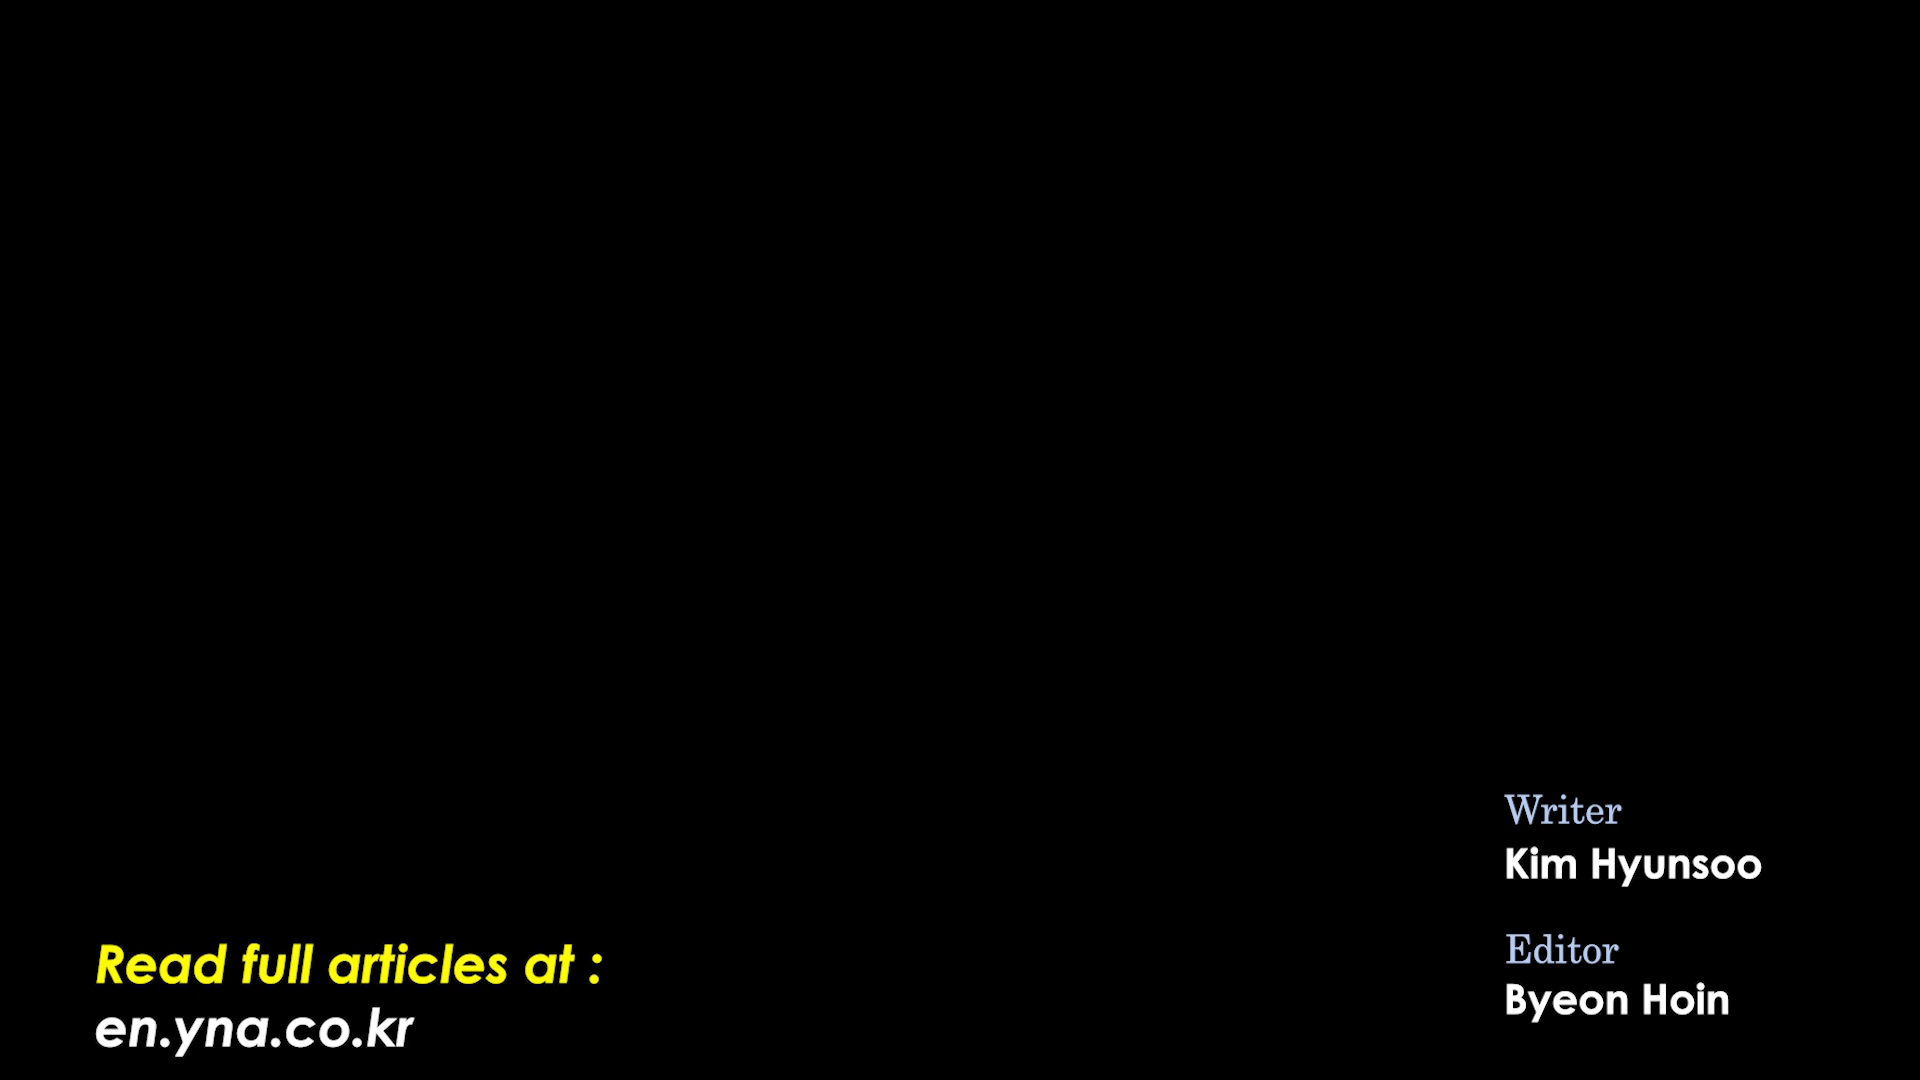 Writer
Kim Hyunsoo
Editor
Byeon Hoin
Read full articles at :
en.yna.co.kr